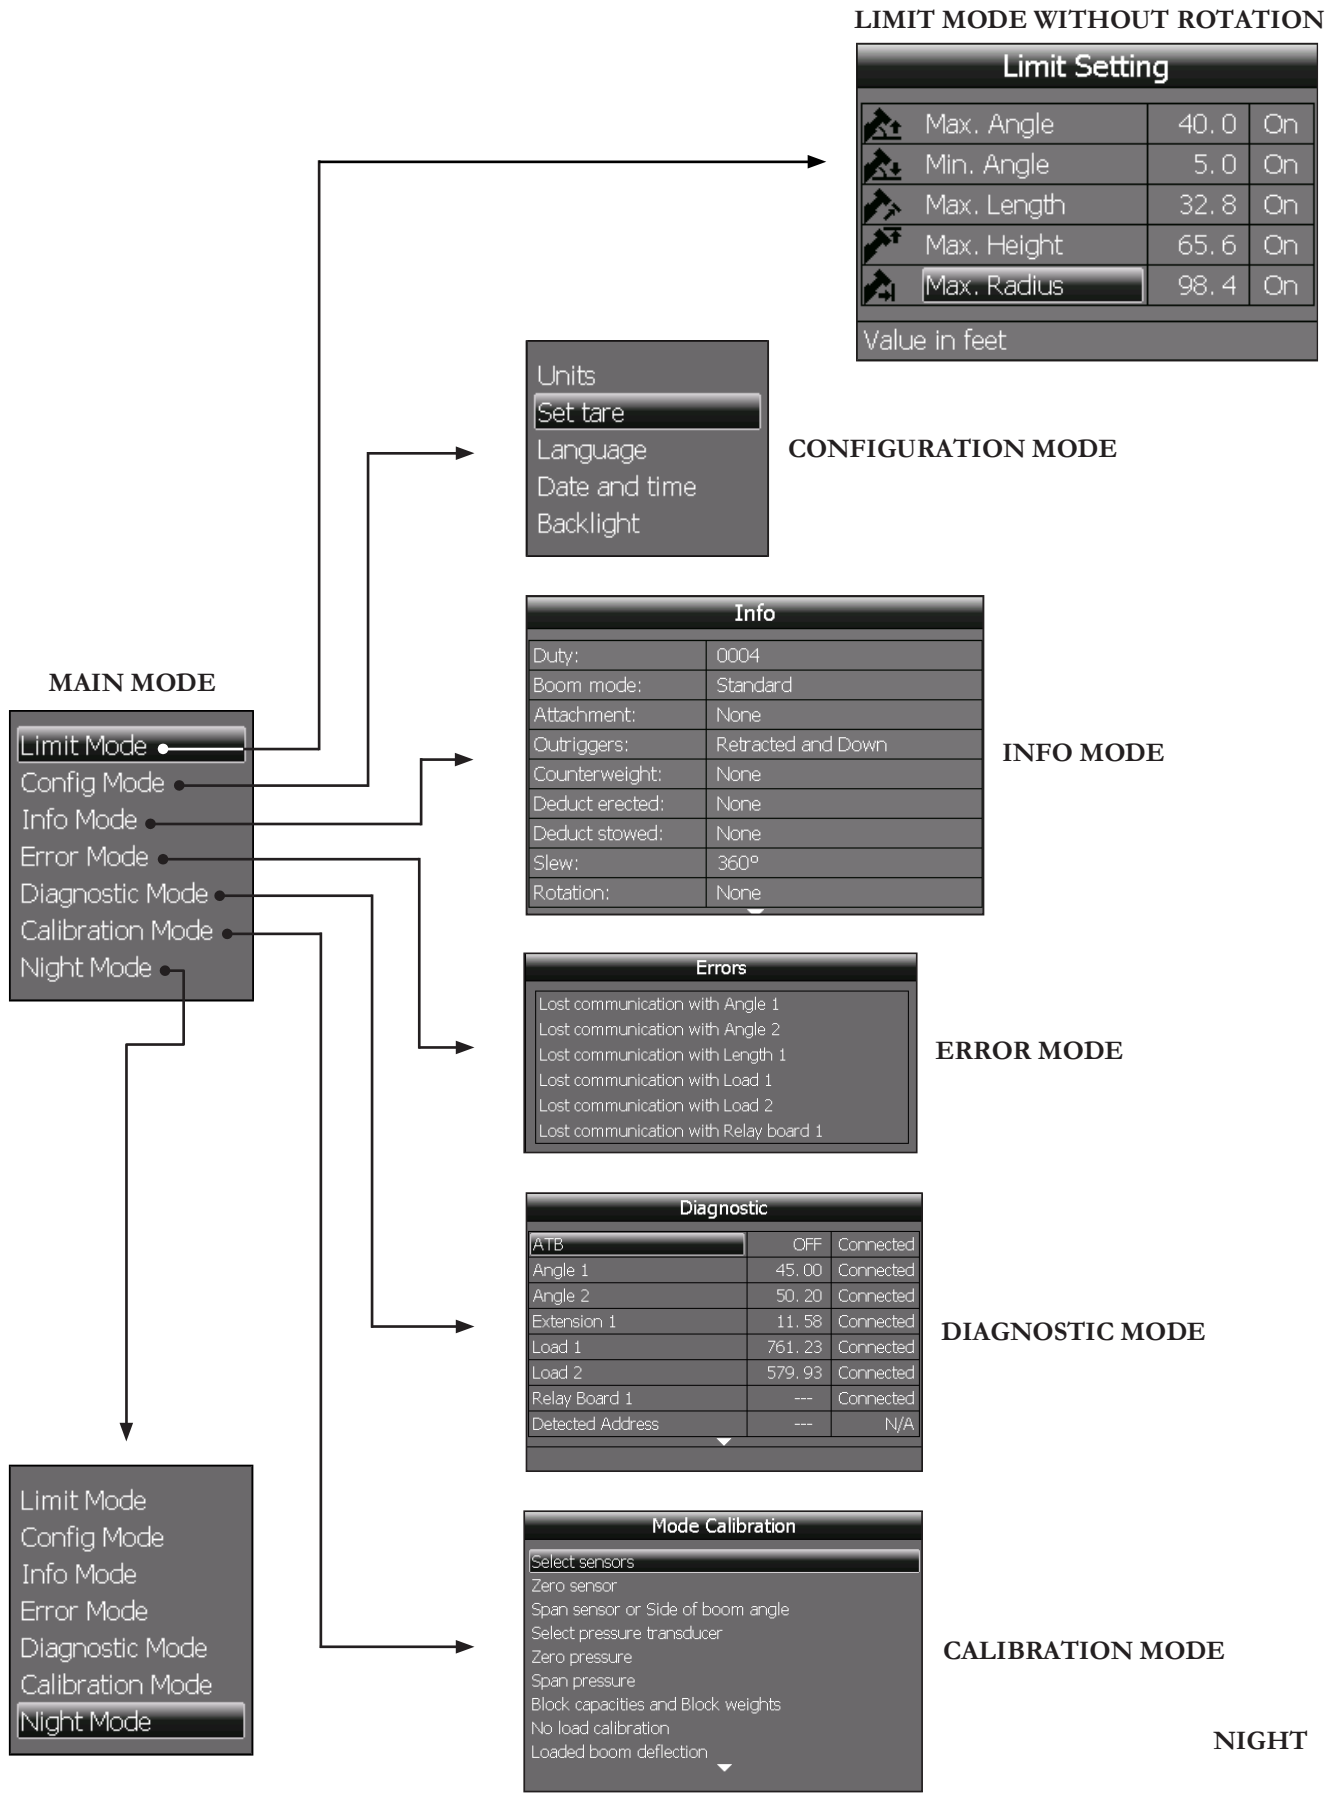 LIMIT MODE WITHOUT ROTATION
Limit Setting
Max. Angle 40.0 On
Min. Angle 5.0 On
Max. Length 32.8 On
Max. Height 65.6 On
Max. Radius 98.4 On
Value in feet
Units
Set tare
Language
Date and time
Backlight
CONFIGURATION MODE
Info
Duty: 0004
Boom mode: Standard
Attachment: None
Outriggers: Retracted and Down
Counterweight: None
Deduct erected: None
Deduct stowed: None
Slew: 360°
Rotation: None
INFO MODE
MAIN MODE
Limit Mode
Config Mode
Info Mode
Error Mode
Diagnostic Mode
Calibration Mode
Night Mode
Errors
Lost communication with Angle 1
Lost communication with Angle 2
Lost communication with Length 1
Lost communication with Load 1
Lost communication with Load 2
Lost communication with Relay board 1
ERROR MODE
Diagnostic
ATB OFF Connected
Angle 1 45.00 Connected
Angle 2 50.20 Connected
Extension 1 11.58 Connected
Load 1 761.23 Connected
Load 2 579.93 Connected
Relay Board 1 --- Connected
Detected Address --- N/A
DIAGNOSTIC MODE
Limit Mode
Config Mode
Info Mode
Error Mode
Diagnostic Mode
Calibration Mode
Night Mode
Mode Calibration
Select sensors
Zero sensor
Span sensor or Side of boom angle
Select pressure transducer
Zero pressure
Span pressure
Block capacities and Block weights
No load calibration
Loaded boom deflection
CALIBRATION MODE
NIGHT